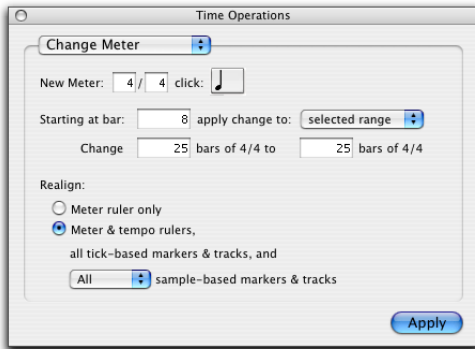 Time Operations
Change Meter
New Meter: 4 / 4 click:
Starting at bar: 8 apply change to: selected range
Change 25 bars of 4/4 to 25 bars of 4/4
Realign:
Meter ruler only
Meter & tempo rulers,
all tick-based markers & tracks, and
All sample-based markers & tracks
Apply